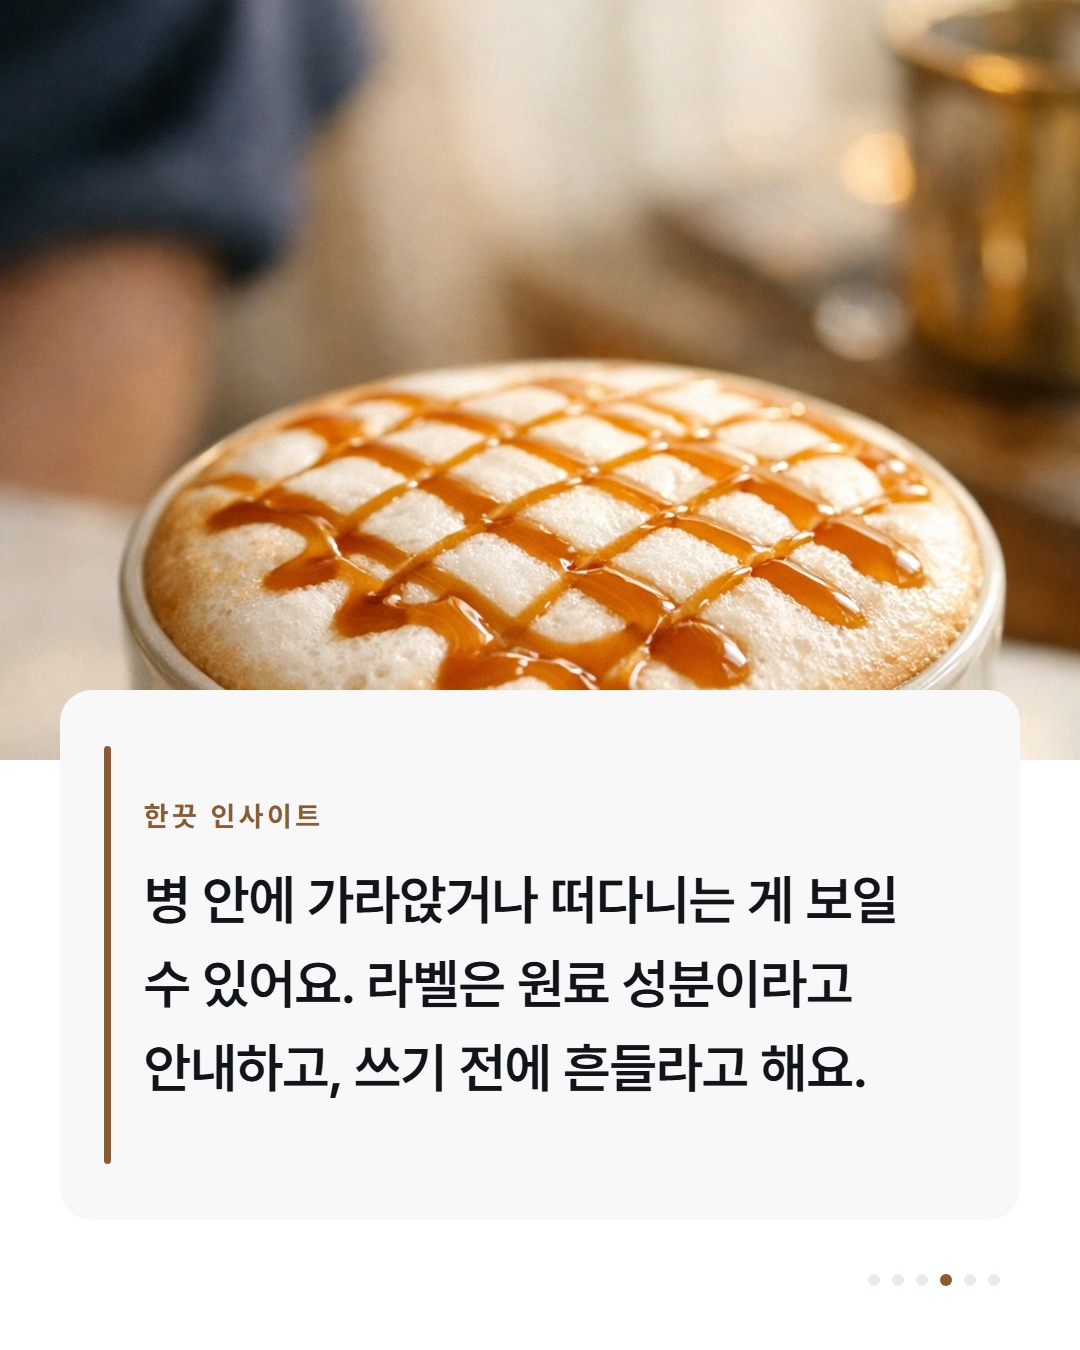 한끗 인사이트
병 안에 가라앉거나 떠다니는 게 보일
수 있어요. 라벨은 원료 성분이라고
안내하고, 쓰기 전에 흔들라고 해요.